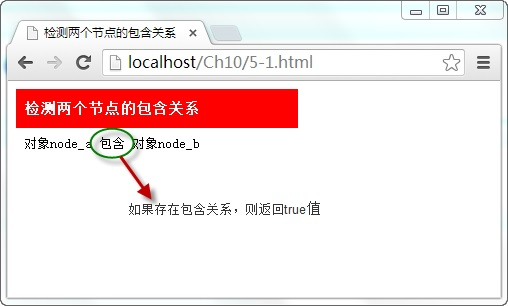 检测两个节点的包含关系
localhost/Ch10/5-1.html
检测两个节点的包含关系
对象node_a 包含 对象node_b
如果存在包含关系，则返回true值